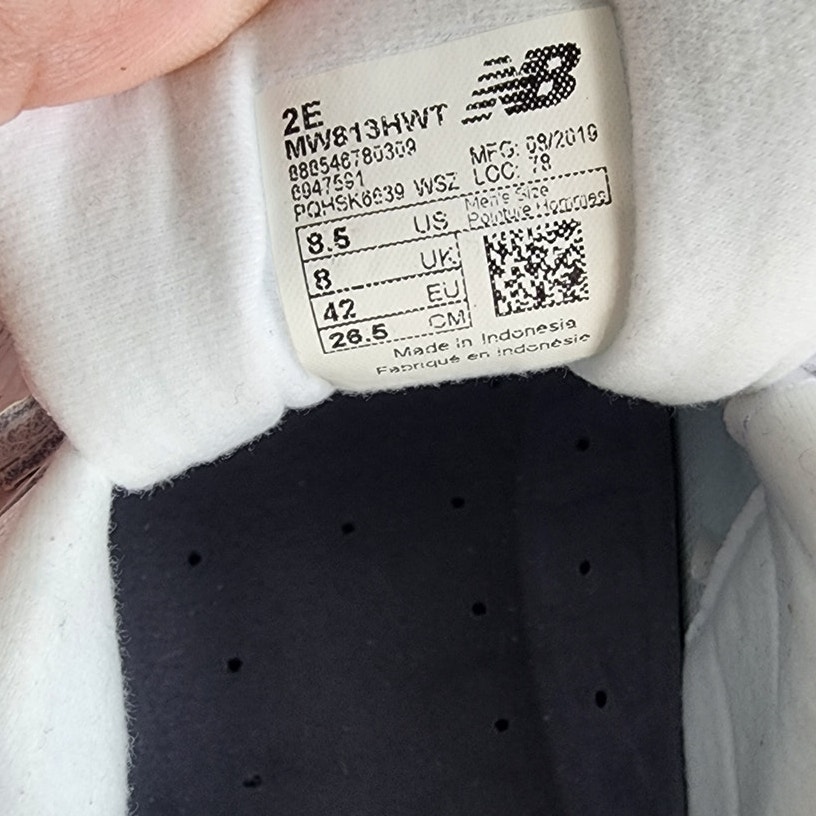 2E
MW813HWT
MFG: 09/2019
LOC: 78
WSZ
Men's Size
Pointure Hommes
8.5 US
8 UK
42 EU
26.5 CM
Made in Indonesia
Fabriqué en Indonésie